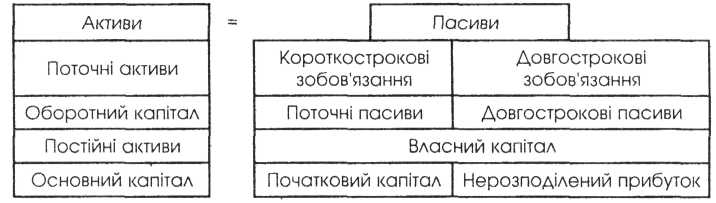 Активи = Пасиви
Поточні активи
Короткострокові зобов'язання
Довгострокові зобов'язання
Оборотний капітал
Поточні пасиви
Довгострокові пасиви
Постійні активи
Власний капітал
Основний капітал
Початковий капітал
Нерозподілений прибуток